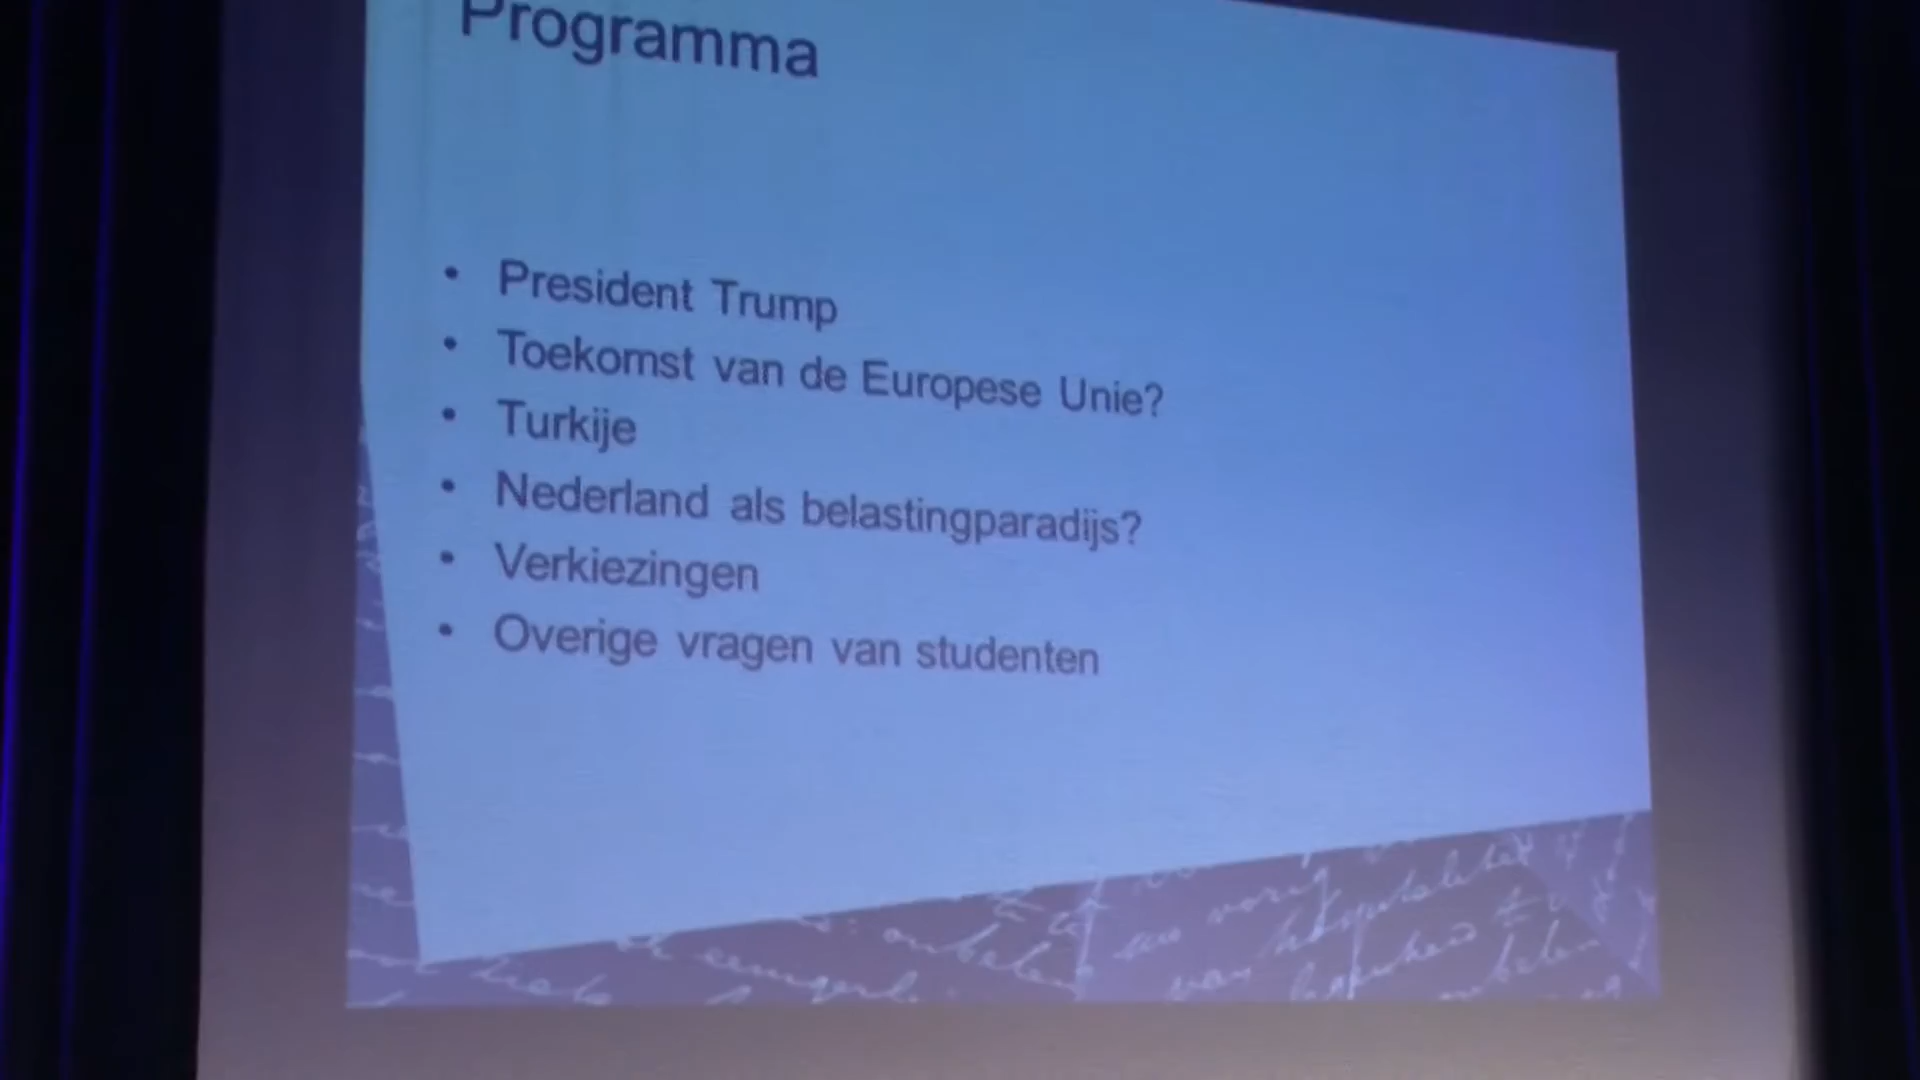 Programma
• President Trump
• Toekomst van de Europese Unie?
• Turkije
• Nederland als belastingparadijs?
• Verkiezingen
• Overige vragen van studenten